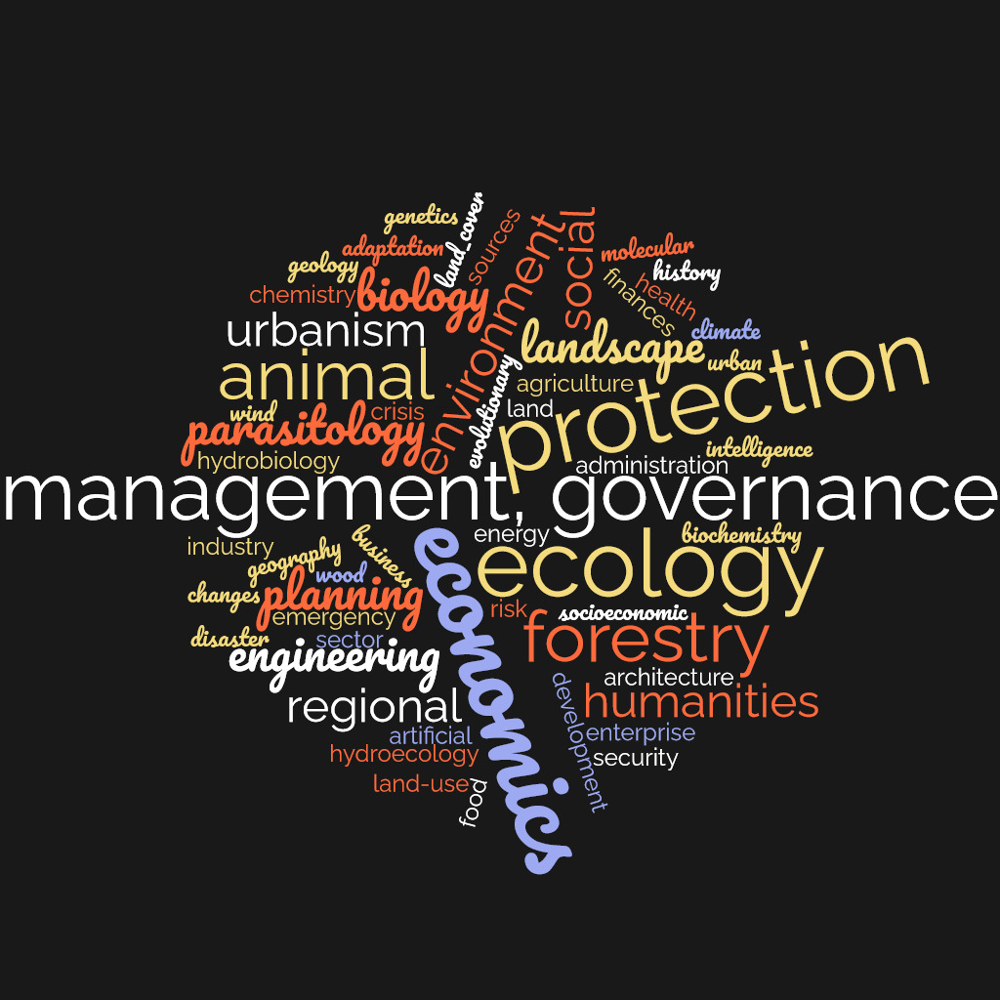 genetics
land_cover
sources
environment
social
adaptation
molecular
geology
history
chemistry
biology
health
finances
urbanism
climate
landscape
urban
animal
agriculture
protection
evolutionary
land
wind
crisis
parasitology
intelligence
hydrobiology
administration
management, governance
energy
biochemistry
industry
business
geography
economics
ecology
wood
changes
planning
risk
socioeconomic
emergency
forestry
disaster
sector
engineering
architecture
development
regional
humanities
artificial
enterprise
hydroecology
security
land-use
food